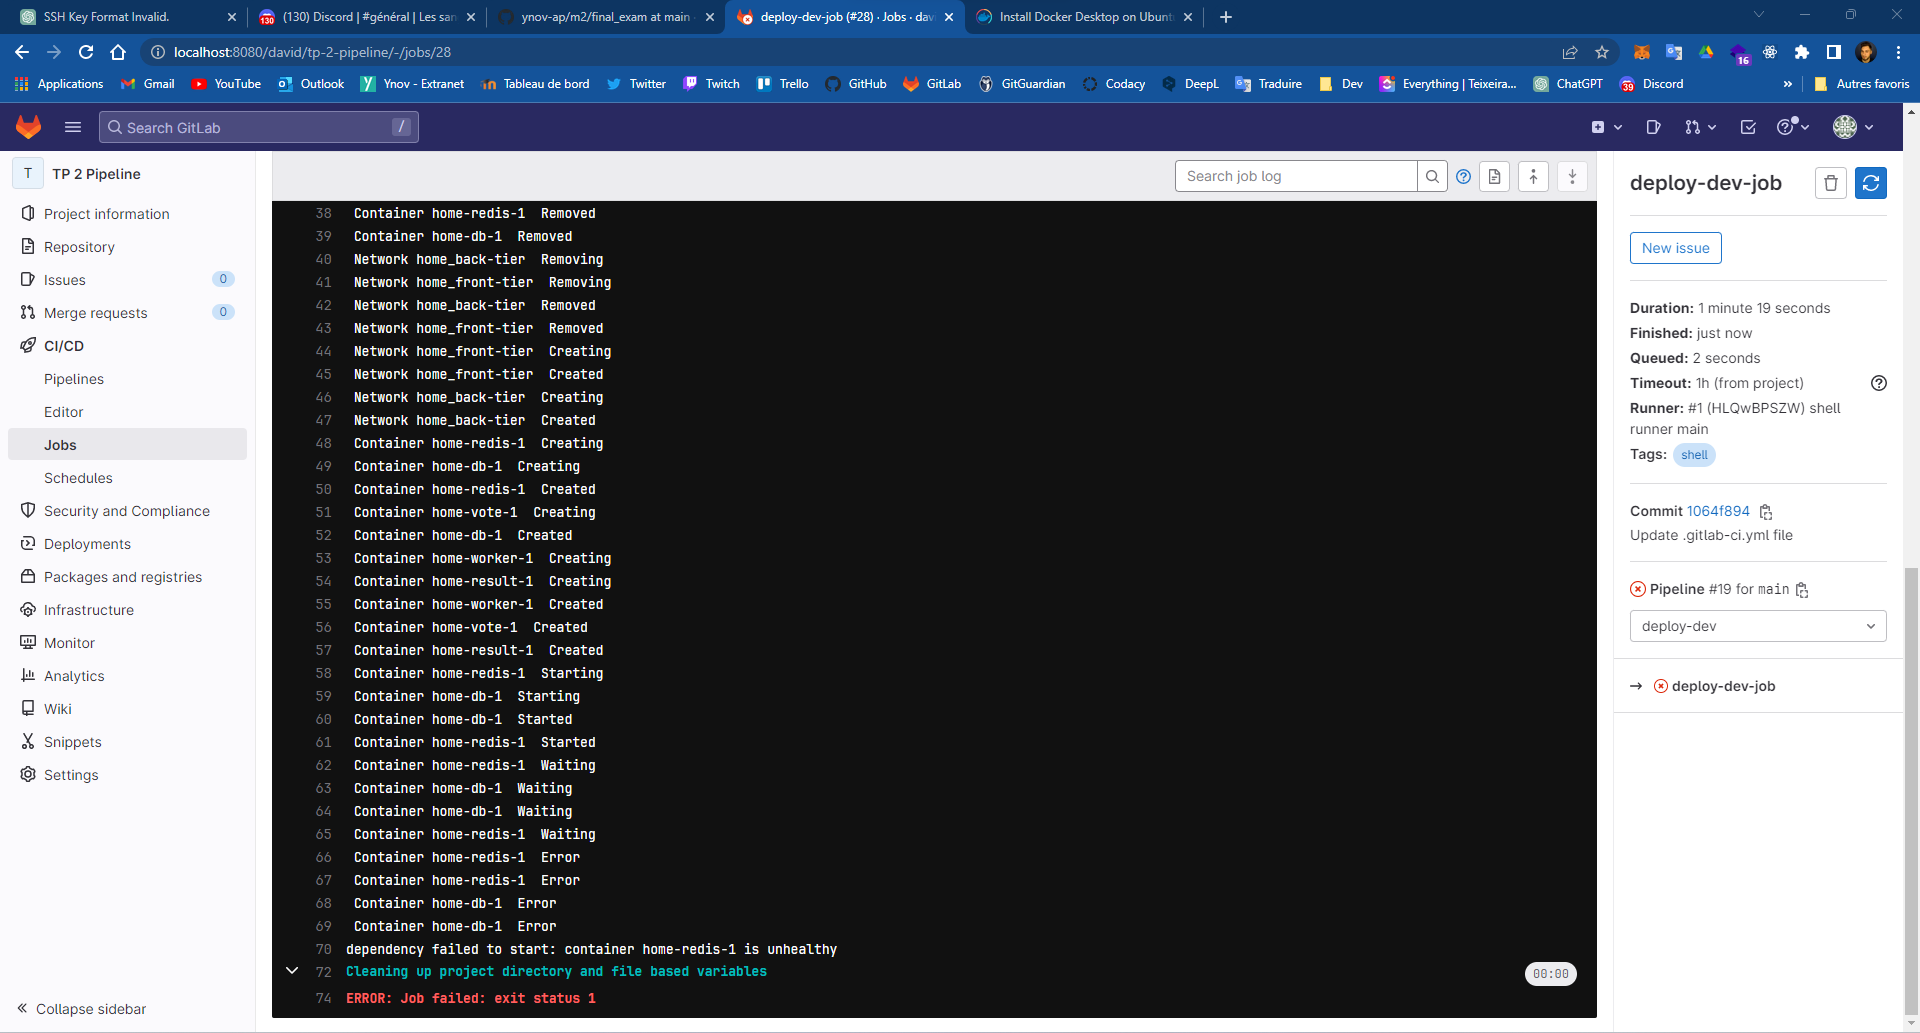 SSH Key Format Invalid.
(130) Discord | #général | Les san
ynov-ap/m2/final_exam at main
deploy-dev-job (#28) · Jobs · dav
Install Docker Desktop on Ubunt
localhost:8080/david/tp-2-pipeline/-/jobs/28
16
Applications
Gmail
YouTube
Outlook
Ynov - Extranet
Tableau de bord
Twitter
Twitch
Trello
GitHub
GitLab
GitGuardian
Codacy
DeepL
Traduire
Dev
Everything | Teixeira...
ChatGPT
39
Discord
»
Autres favoris
Search GitLab
/
T
TP 2 Pipeline
Project information
Repository
Issues
0
Merge requests
0
CI/CD
Pipelines
Editor
Jobs
Schedules
Security and Compliance
Deployments
Packages and registries
Infrastructure
Monitor
Analytics
Wiki
Snippets
Settings
Collapse sidebar
Search job log
38 Container home-redis-1 Removed
39 Container home-db-1 Removed
40 Network home_back-tier Removing
41 Network home_front-tier Removing
42 Network home_back-tier Removed
43 Network home_front-tier Removed
44 Network home_front-tier Creating
45 Network home_front-tier Created
46 Network home_back-tier Creating
47 Network home_back-tier Created
48 Container home-redis-1 Creating
49 Container home-db-1 Creating
50 Container home-redis-1 Created
51 Container home-vote-1 Creating
52 Container home-db-1 Created
53 Container home-worker-1 Creating
54 Container home-result-1 Creating
55 Container home-worker-1 Created
56 Container home-vote-1 Created
57 Container home-result-1 Created
58 Container home-redis-1 Starting
59 Container home-db-1 Starting
60 Container home-db-1 Started
61 Container home-redis-1 Started
62 Container home-redis-1 Waiting
63 Container home-db-1 Waiting
64 Container home-db-1 Waiting
65 Container home-redis-1 Waiting
66 Container home-redis-1 Error
67 Container home-redis-1 Error
68 Container home-db-1 Error
69 Container home-db-1 Error
70 dependency failed to start: container home-redis-1 is unhealthy
72 Cleaning up project directory and file based variables
00:00
74 ERROR: Job failed: exit status 1
deploy-dev-job
New issue
Duration: 1 minute 19 seconds
Finished: just now
Queued: 2 seconds
Timeout: 1h (from project)
Runner: #1 (HLQwBPSZW) shell
runner main
Tags: shell
Commit 1064f894
Update .gitlab-ci.yml file
Pipeline #19 for main
deploy-dev
→ deploy-dev-job